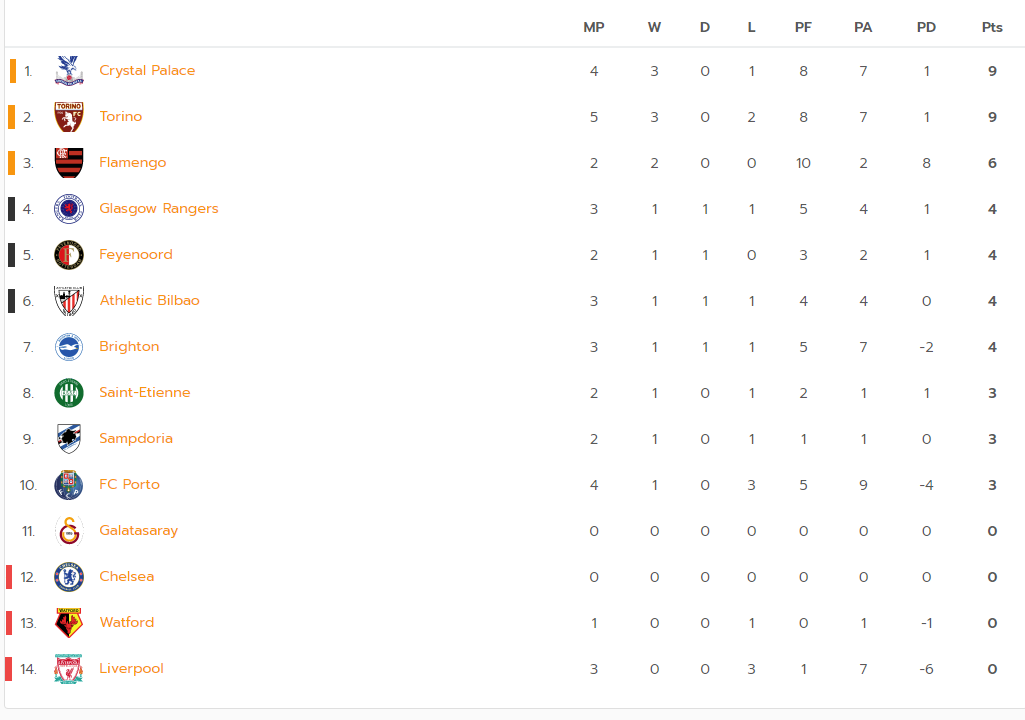 MP W D L PF PA PD Pts
1. Crystal Palace 4 3 0 1 8 7 1 9
2. Torino 5 3 0 2 8 7 1 9
3. Flamengo 2 2 0 0 10 2 8 6
4. Glasgow Rangers 3 1 1 1 5 4 1 4
5. Feyenoord 2 1 1 0 3 2 1 4
6. Athletic Bilbao 3 1 1 1 4 4 0 4
7. Brighton 3 1 1 1 5 7 -2 4
8. Saint-Etienne 2 1 0 1 2 1 1 3
9. Sampdoria 2 1 0 1 1 1 0 3
10. FC Porto 4 1 0 3 5 9 -4 3
11. Galatasaray 0 0 0 0 0 0 0 0
12. Chelsea 0 0 0 0 0 0 0 0
13. Watford 1 0 0 1 0 1 -1 0
14. Liverpool 3 0 0 3 1 7 -6 0